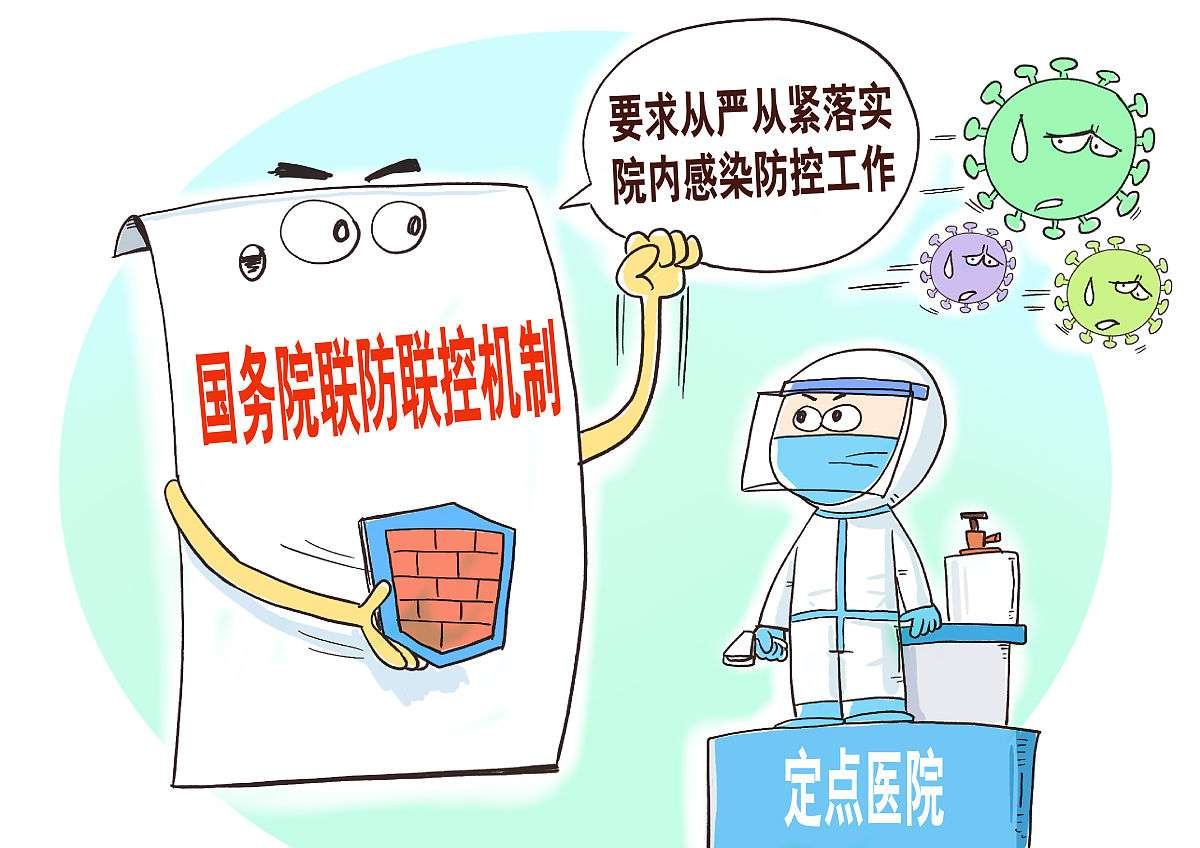 要求从严从紧落实
院内感染防控工作
国务院联防联控机制
定点医院